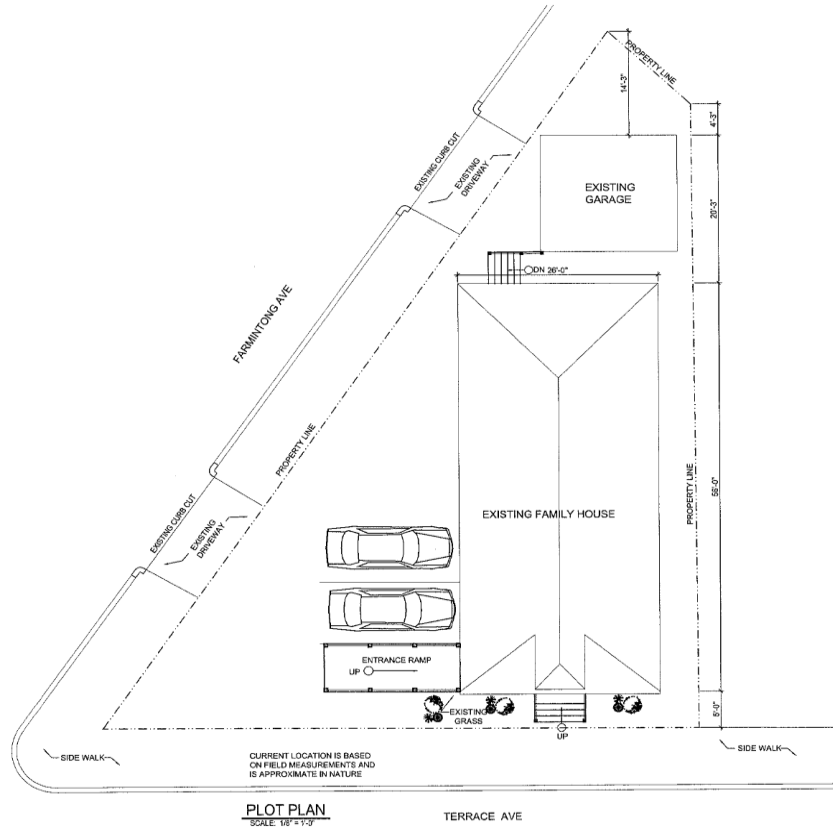 PROPERTY LINE
14'-3"
4'-3"
EXISTING CURB CUT
EXISTING
DRIVEWAY
EXISTING
GARAGE
20'-3"
DN 26'-0"
FARMINTONG AVE
PROPERTY LINE
EXISTING CURB CUT
EXISTING
DRIVEWAY
EXISTING FAMILY HOUSE
PROPERTY LINE
56'-0"
ENTRANCE RAMP
UP
EXISTING
GRASS
5'-0"
UP
SIDE WALK
SIDE WALK
CURRENT LOCATION IS BASED
ON FIELD MEASUREMENTS AND
IS APPROXIMATE IN NATURE
PLOT PLAN
SCALE: 1/8" = 1'-0"
TERRACE AVE